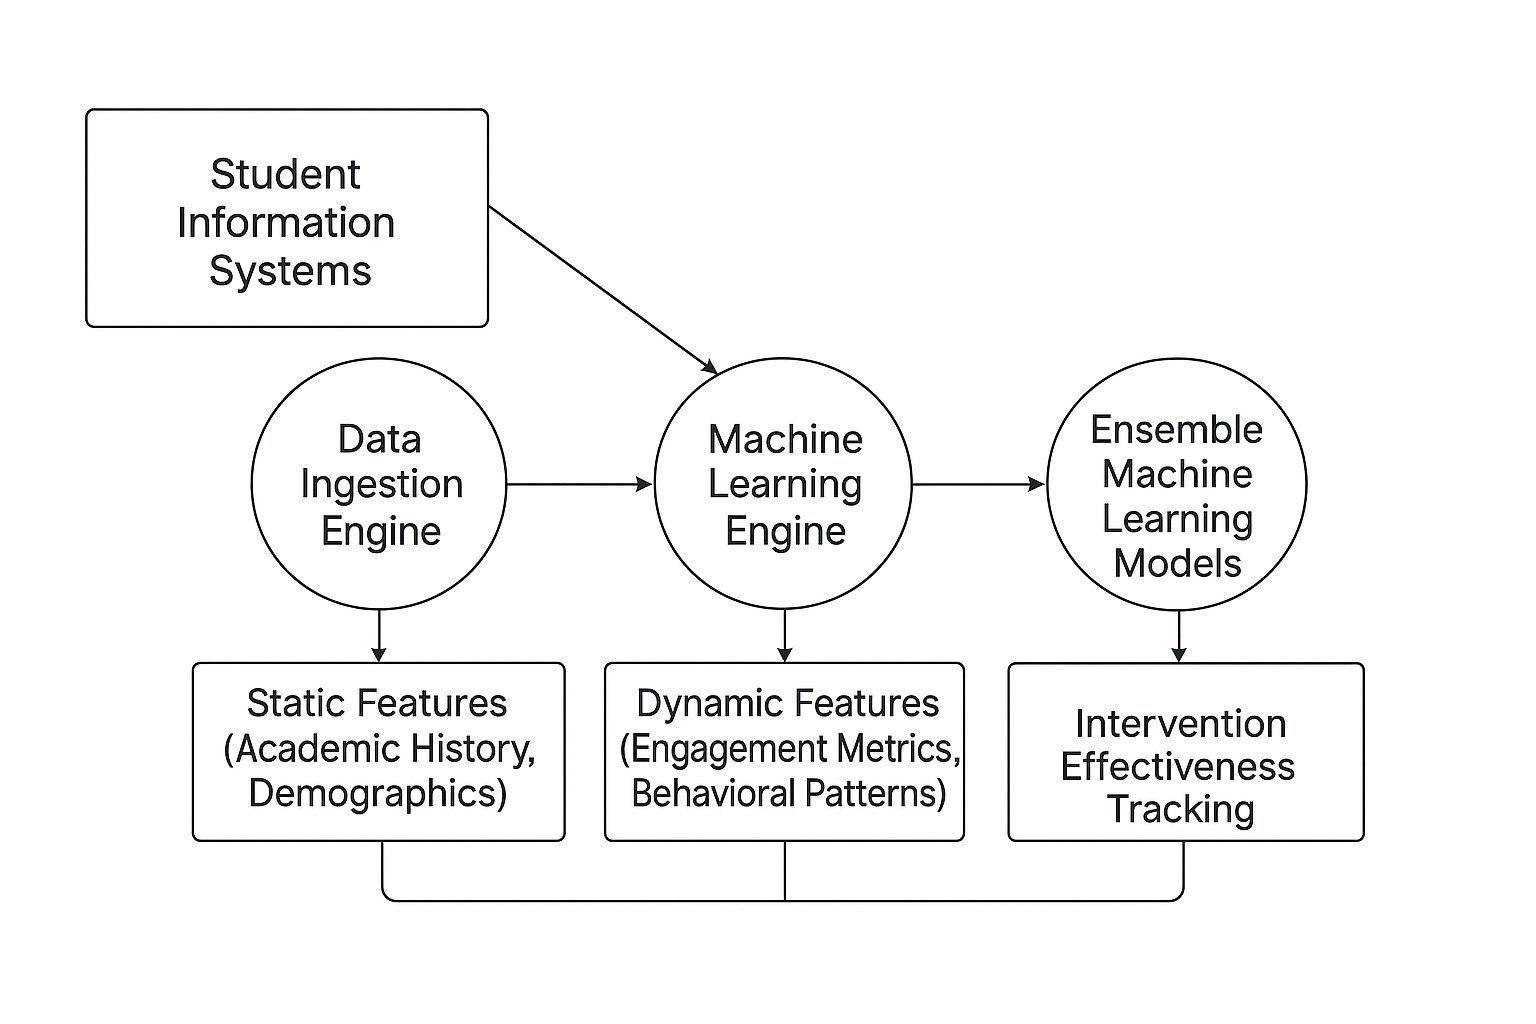 Student
Information
Systems
Data
Ingestion
Engine
Machine
Learning
Engine
Ensemble
Machine
Learning
Models
Static Features
(Academic History,
Demographics)
Dynamic Features
(Engagement Metrics,
Behavioral Patterns)
Intervention
Effectiveness
Tracking